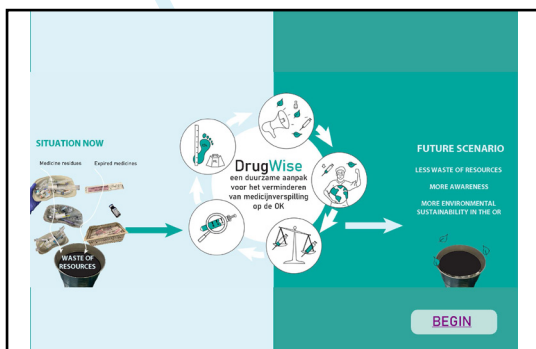 SITUATION NOW
Medicine residues
Expired medicines
WASTE OF
RESOURCES
DrugWise
een duurzame aanpak
voor het verminderen
van medicijnverspilling
op de OK
FUTURE SCENARIO
LESS WASTE OF RESOURCES
MORE AWARENESS
MORE ENVIRONMENTAL
SUSTAINABILITY IN THE OR
BEGIN